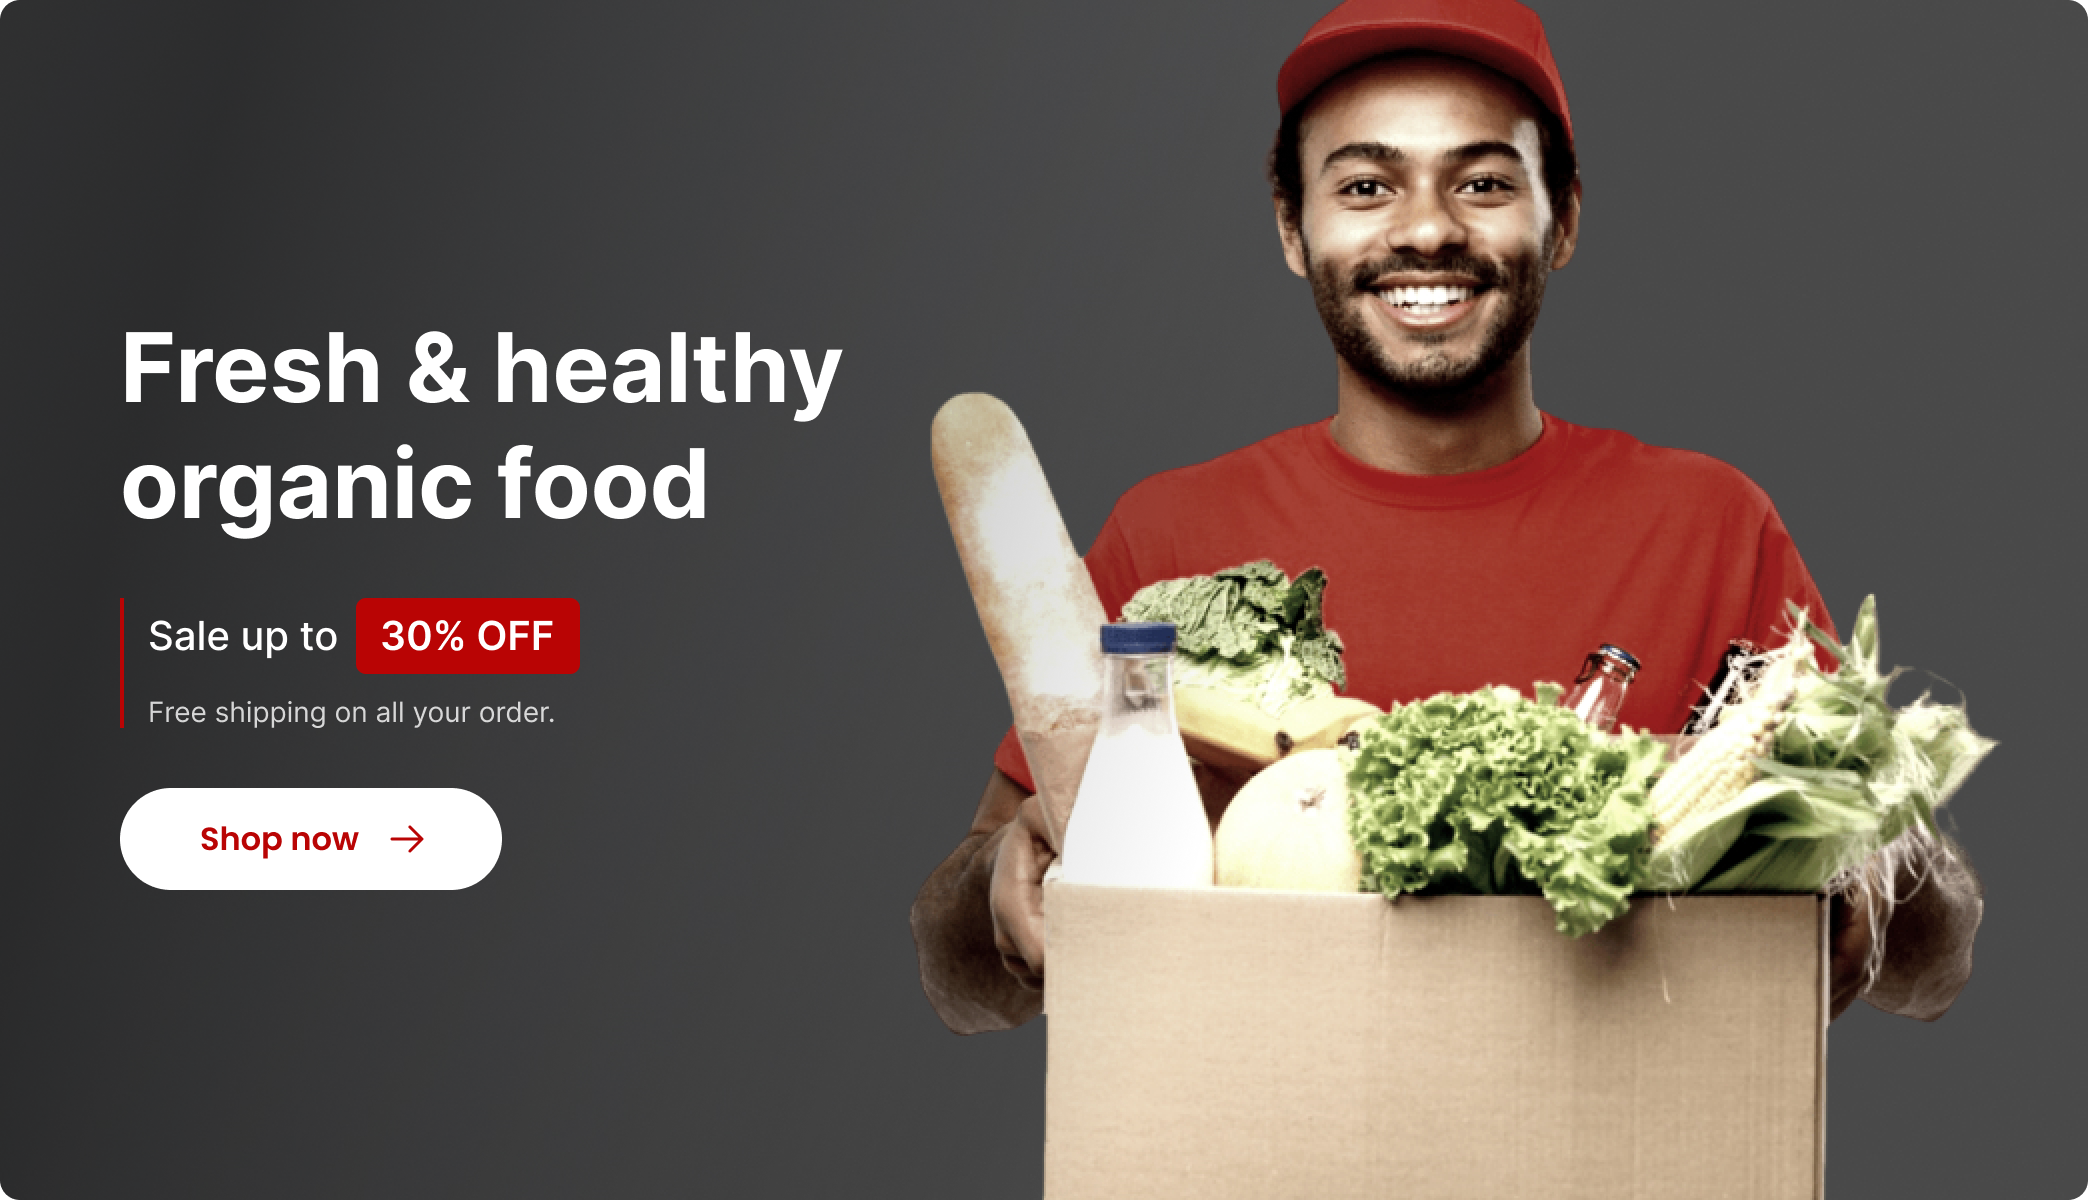 Fresh & healthy
organic food
Sale up to 30% OFF
Free shipping on all your order.
Shop now